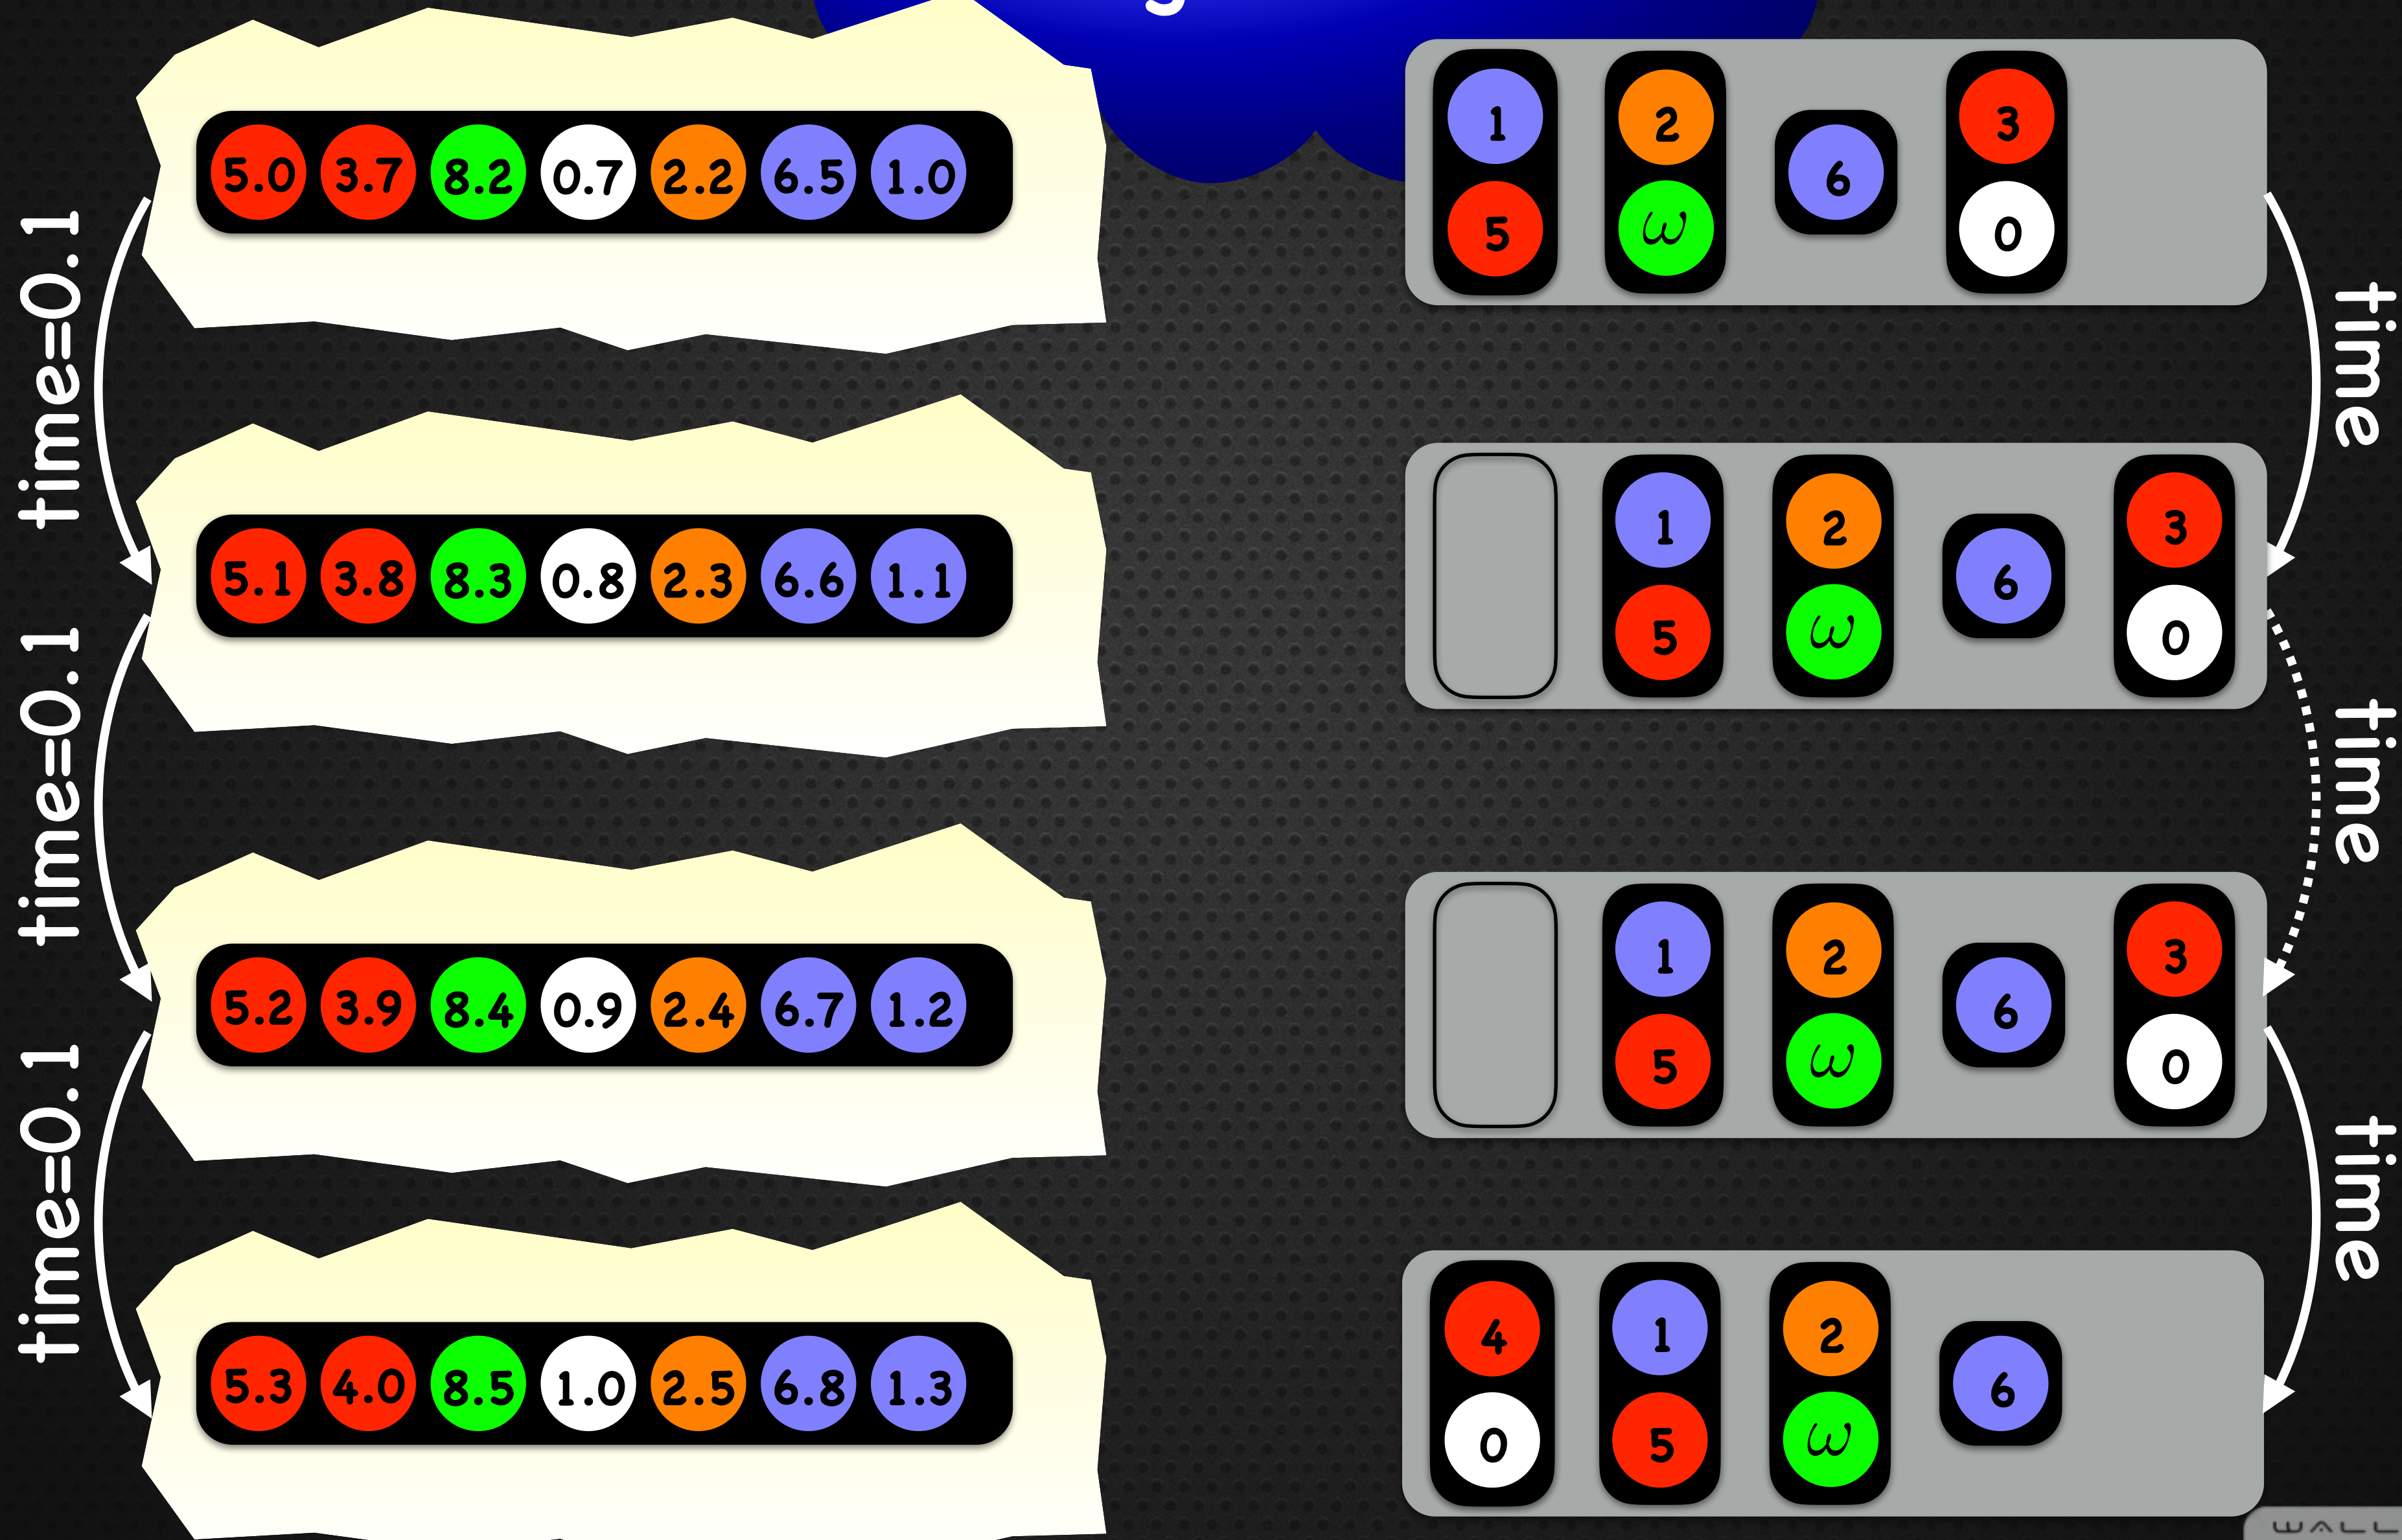 5.0 3.7 8.2 0.7 2.2 6.5 1.0
1 2 6 3
5 ω 0
time=0.1
time
5.1 3.8 8.3 0.8 2.3 6.6 1.1
1 2 6 3
5 ω 0
time=0.1
time
5.2 3.9 8.4 0.9 2.4 6.7 1.2
1 2 6 3
5 ω 0
time=0.1
time
5.3 4.0 8.5 1.0 2.5 6.8 1.3
4 1 2 6
0 5 ω
WALL